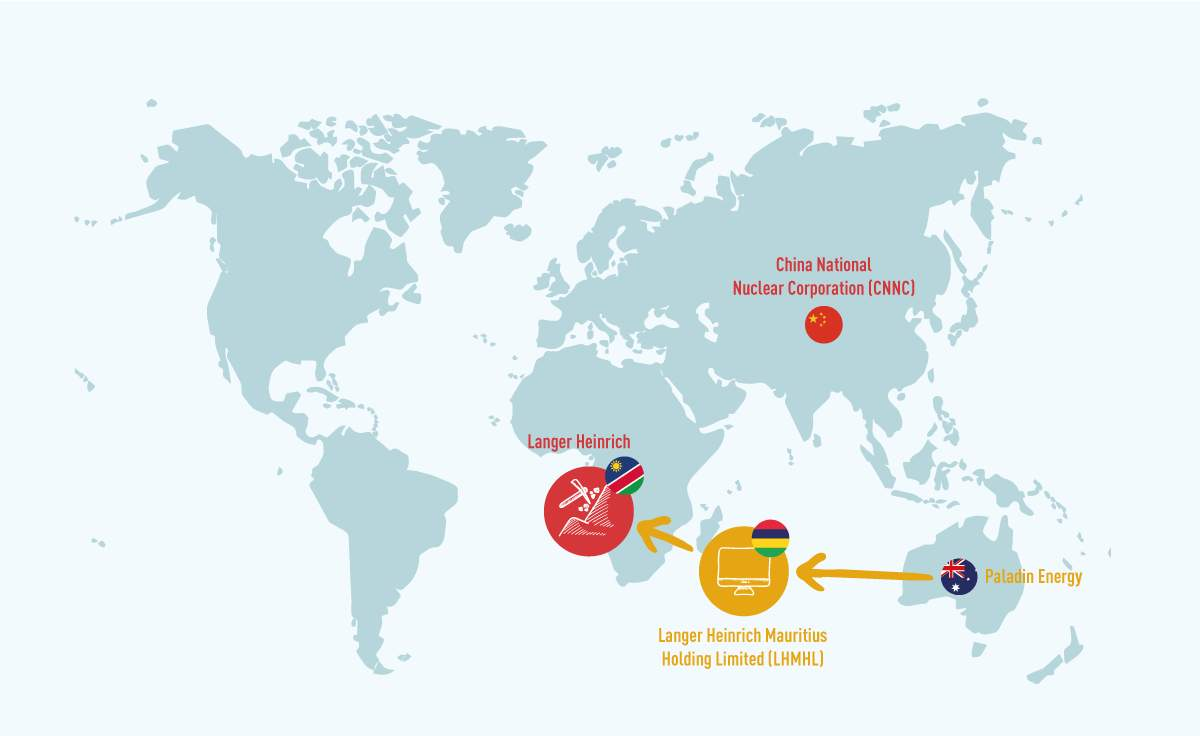 China National
Nuclear Corporation (CNNC)
Langer Heinrich
Paladin Energy
Langer Heinrich Mauritius
Holding Limited (LHMHL)